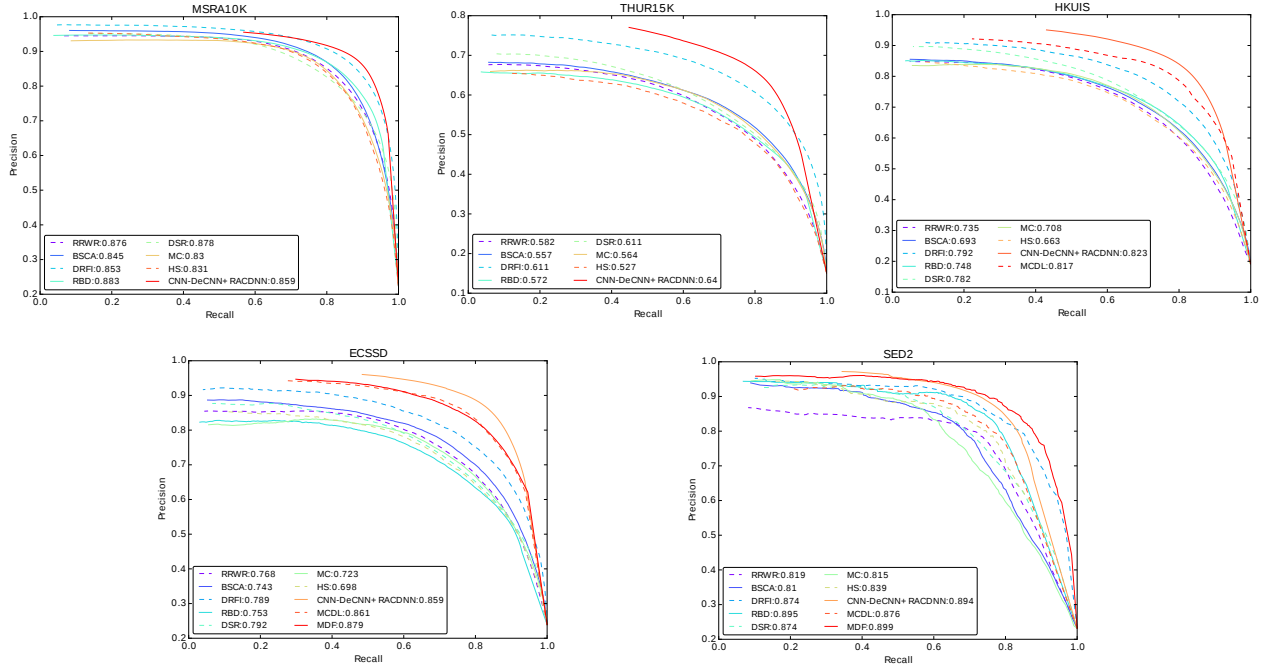 MSRA10K
1.0
0.9
0.8
0.7
0.6
0.5
0.4
0.3
0.2
Precision
RRWR:0.876
BSCA:0.845
DRFI:0.853
RBD:0.883
DSR:0.878
MC:0.83
HS:0.831
CNN-DeCNN+ RACDNN:0.859
0.0 0.2 0.4 0.6 0.8 1.0
Recall
THUR15K
0.8
0.7
0.6
0.5
0.4
0.3
0.2
0.1
Precision
RRWR:0.582
BSCA:0.557
DRFI:0.611
RBD:0.572
DSR:0.611
MC:0.564
HS:0.527
CNN-DeCNN+ RACDNN:0.64
0.0 0.2 0.4 0.6 0.8 1.0
Recall
HKUIS
1.0
0.9
0.8
0.7
0.6
0.5
0.4
0.3
0.2
0.1
Precision
RRWR:0.735
BSCA:0.693
DRFI:0.792
RBD:0.748
DSR:0.782
MC:0.708
HS:0.663
CNN-DeCNN+ RACDNN:0.823
MCDL:0.817
0.0 0.2 0.4 0.6 0.8 1.0
Recall
ECSSD
1.0
0.9
0.8
0.7
0.6
0.5
0.4
0.3
0.2
Precision
RRWR:0.768
BSCA:0.743
DRFI:0.789
RBD:0.753
DSR:0.792
MC:0.723
HS:0.698
CNN-DeCNN+ RACDNN:0.859
MCDL:0.861
MDF:0.879
0.0 0.2 0.4 0.6 0.8 1.0
Recall
SED2
1.0
0.9
0.8
0.7
0.6
0.5
0.4
0.3
0.2
Precision
RRWR:0.819
BSCA:0.81
DRFI:0.874
RBD:0.895
DSR:0.874
MC:0.815
HS:0.839
CNN-DeCNN+ RACDNN:0.894
MCDL:0.876
MDF:0.899
0.0 0.2 0.4 0.6 0.8 1.0
Recall